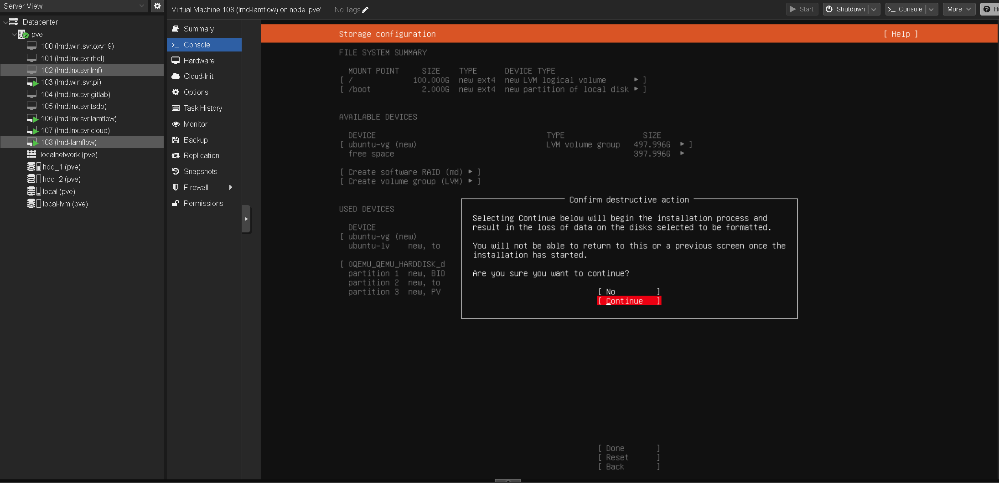 Server View
Virtual Machine 108 (lmd-lamflow) on node 'pve'
No Tags
Start
Shutdown
Console
More
Datacenter
pve
100 (lmd.win.svr.oxy19)
101 (lmd.lnx.svr.rhel)
102 (lmd.lnx.svr.lmf)
103 (lmd.win.svr.pi)
104 (lmd.lnx.svr.gitlab)
105 (lmd.lnx.svr.tsdb)
106 (lmd.lnx.svr.lamflow)
107 (lmd.lnx.svr.cloud)
108 (lmd-lamflow)
localnetwork (pve)
hdd_1 (pve)
hdd_2 (pve)
local (pve)
local-lvm (pve)
Summary
Console
Hardware
Cloud-Init
Options
Task History
Monitor
Backup
Replication
Snapshots
Firewall
Permissions
Storage configuration [ Help ]
FILE SYSTEM SUMMARY
MOUNT POINT SIZE TYPE DEVICE TYPE
[ / 100.000G new ext4 new LVM logical volume ▸ ]
[ /boot 2.000G new ext4 new partition of local disk ▸ ]
AVAILABLE DEVICES
DEVICE TYPE SIZE
[ ubuntu-vg (new) LVM volume group 497.996G ▸ ]
free space 397.996G ▸
[ Create software RAID (md) ▸ ]
[ Create volume group (LVM) ▸ ]
USED DEVICES
DEVICE
[ ubuntu-vg (new)
ubuntu-lv new, to
[ 0QEMU_QEMU_HARDDISK_d
partition 1 new, BIO
partition 2 new, to
partition 3 new, PV
Confirm destructive action
Selecting Continue below will begin the installation process and
result in the loss of data on the disks selected to be formatted.
You will not be able to return to this or a previous screen once the
installation has started.
Are you sure you want to continue?
[ No ]
[ Continue ]
[ Done ]
[ Reset ]
[ Back ]